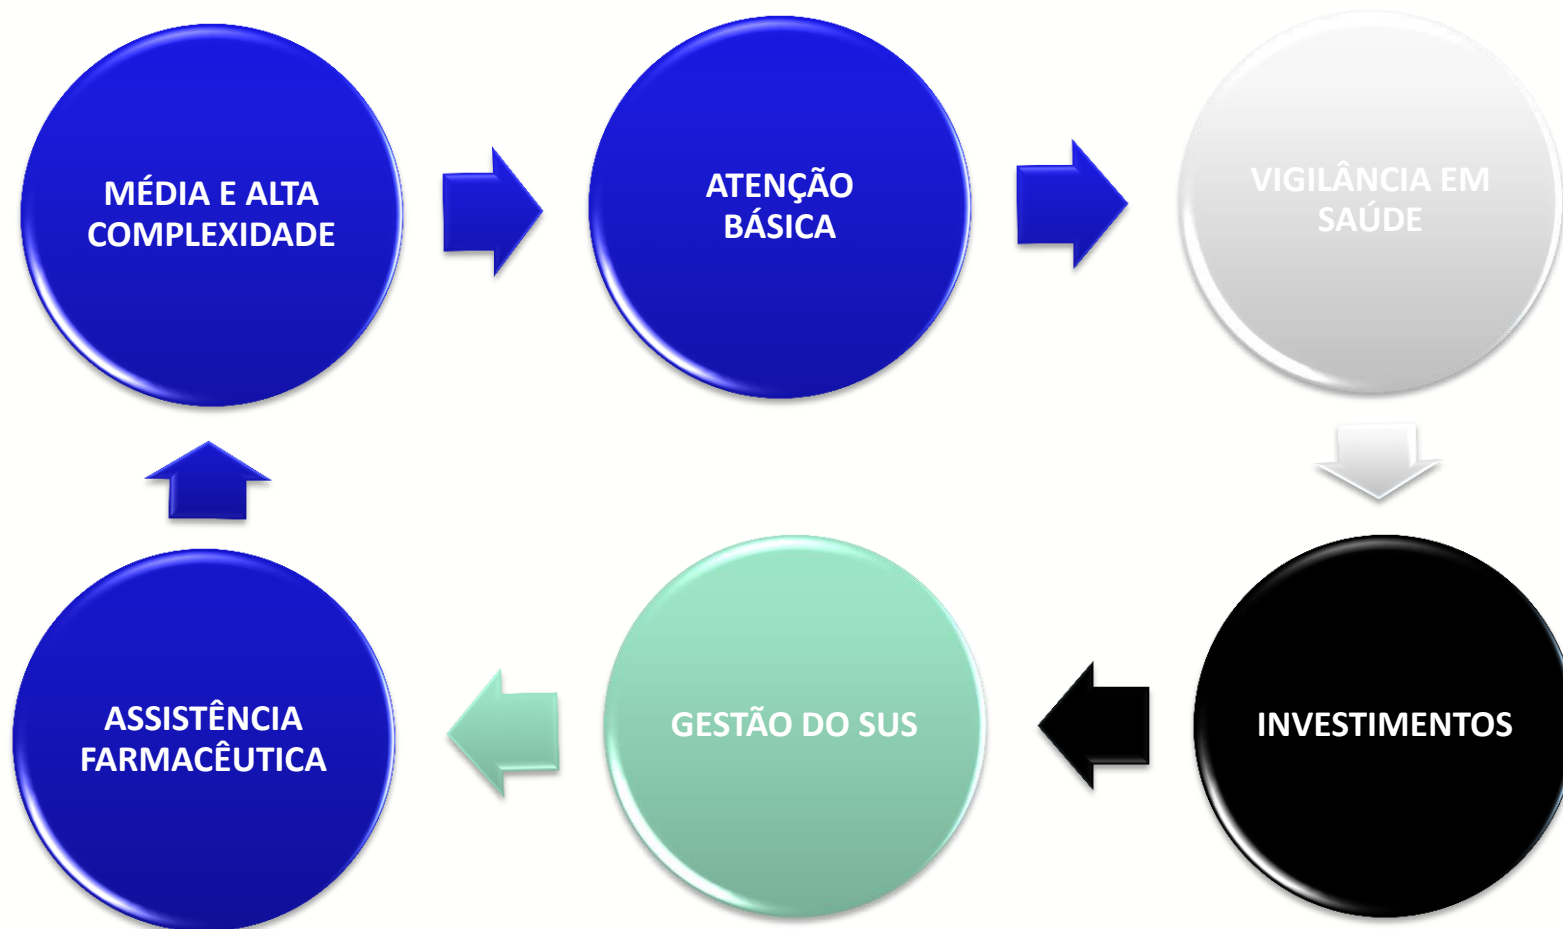 MÉDIA E ALTA
COMPLEXIDADE
ATENÇÃO
BÁSICA
VIGILÂNCIA EM
SAÚDE
ASSISTÊNCIA
FARMACÊUTICA
GESTÃO DO SUS
INVESTIMENTOS